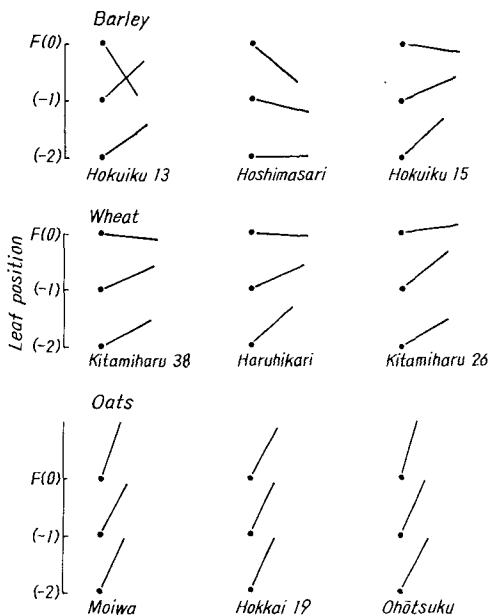 Barley
F(0)
(-1)
(-2)
Hokuiku 13 Hoshimasari Hokuiku 15
Leaf position
Wheat
F(0)
(-1)
(-2)
Kitamiharu 38 Haruhikari Kitamiharu 26
Oats
F(0)
(-1)
(-2)
Moiwa Hokkai 19 Ohōtsuku